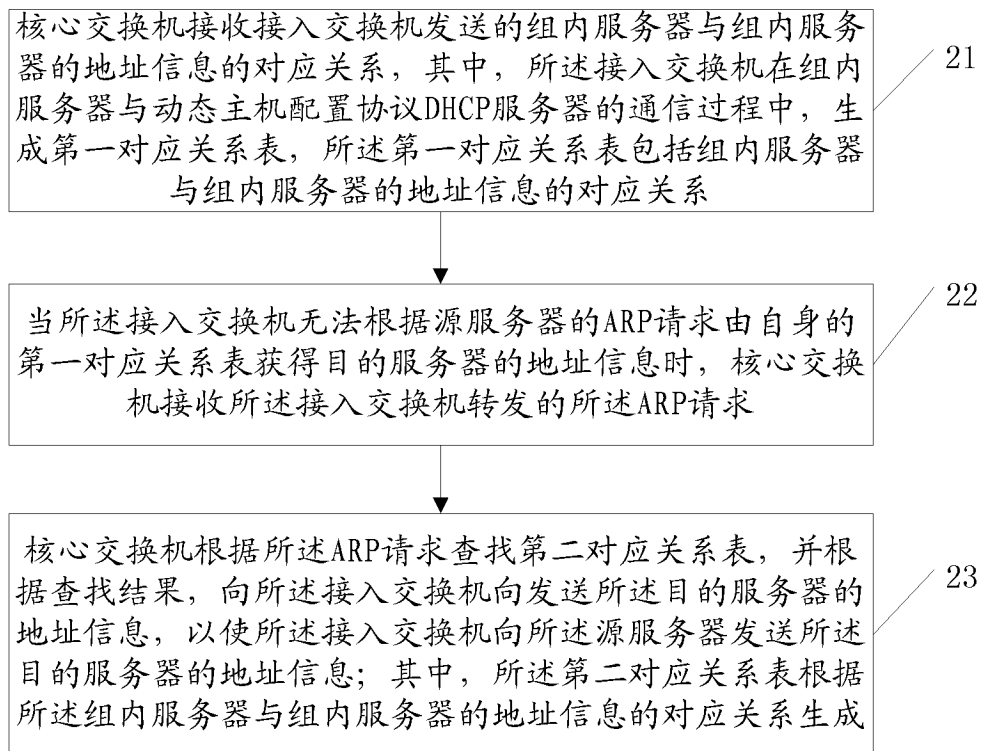 核心交换机接收接入交换机发送的组内服务器与组内服务
器的地址信息的对应关系，其中，所述接入交换机在组内
服务器与动态主机配置协议DHCP服务器的通信过程中，生
成第一对应关系表，所述第一对应关系表包括组内服务器
与组内服务器的地址信息的对应关系
21
当所述接入交换机无法根据源服务器的ARP请求由自身的
第一对应关系表获得目的服务器的地址信息时，核心交换
机接收所述接入交换机转发的所述ARP请求
22
核心交换机根据所述ARP请求查找第二对应关系表，并根
据查找结果，向所述接入交换机向发送所述目的服务器的
地址信息，以使所述接入交换机向所述源服务器发送所述
目的服务器的地址信息；其中，所述第二对应关系表根据
所述组内服务器与组内服务器的地址信息的对应关系生成
23